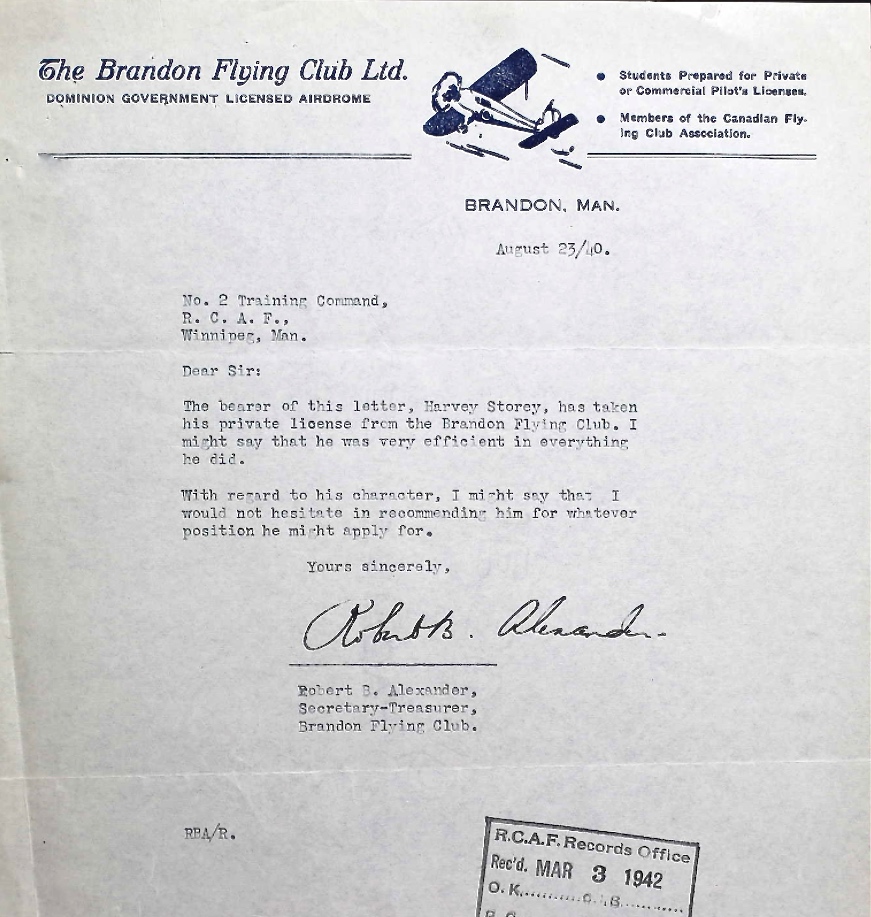 The Brandon Flying Club Ltd.
DOMINION GOVERNMENT LICENSED AIRDROME
• Students Prepared for Private
or Commercial Pilot's Licenses.
• Members of the Canadian Fly-
ing Club Association.
BRANDON, MAN.
August 23/40.
No. 2 Training Command,
R. C. A. F.,
Winnipeg, Man.
Dear Sir:
The bearer of this letter, Harvey Storey, has taken
his private license from the Brandon Flying Club. I
might say that he was very efficient in everything
he did.
With regard to his character, I might say that I
would not hesitate in recommending him for whatever
position he might apply for.
Yours sincerely,
Robert B. Alexander.
Robert B. Alexander,
Secretary-Treasurer,
Brandon Flying Club.
RBA/R.
R.C.A.F. Records Office
Rec'd. MAR 3 1942
O.K.